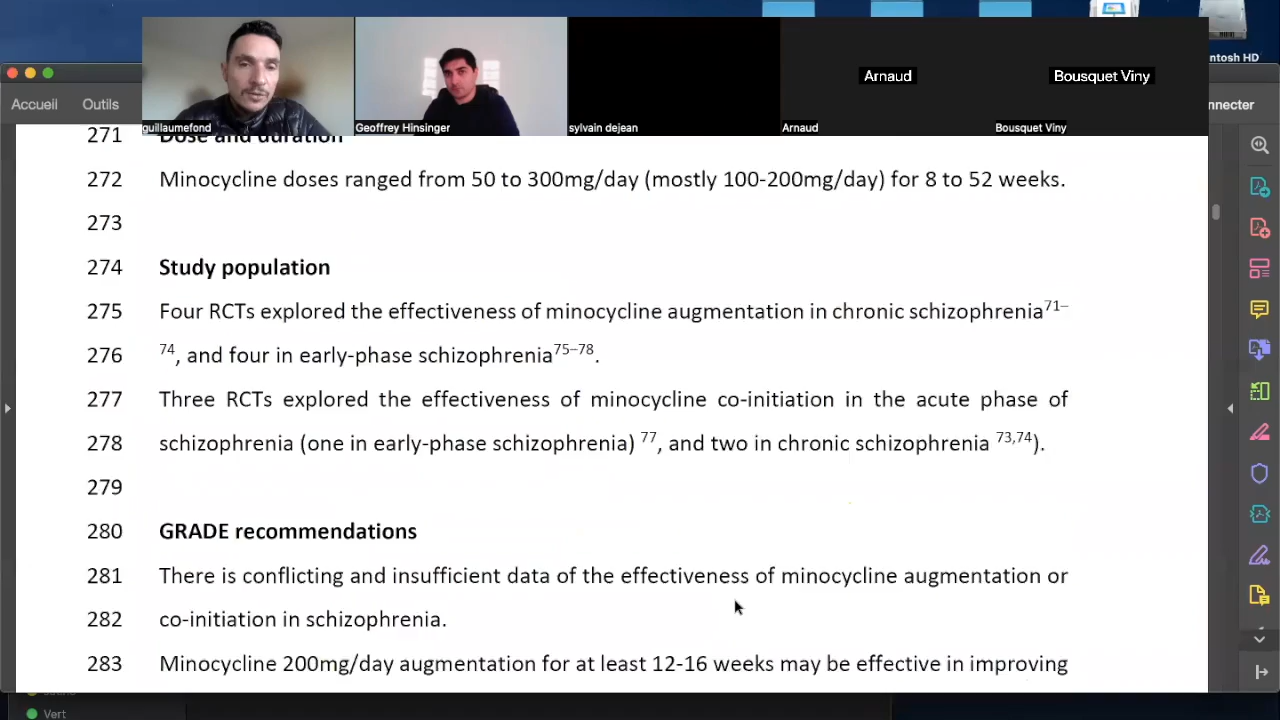 ntosh HD
Arnaud
Bousquet Viny
guillaumefond
Geoffrey Hinsinger
sylvain dejean
Arnaud
Bousquet Viny
Accueil Outils
nnecter
271 Dose and duration
272 Minocycline doses ranged from 50 to 300mg/day (mostly 100-200mg/day) for 8 to 52 weeks.
273
274 Study population
275 Four RCTs explored the effectiveness of minocycline augmentation in chronic schizophrenia71–
276 74, and four in early-phase schizophrenia75–78.
277 Three RCTs explored the effectiveness of minocycline co-initiation in the acute phase of
278 schizophrenia (one in early-phase schizophrenia) 77, and two in chronic schizophrenia 73,74).
279
280 GRADE recommendations
281 There is conflicting and insufficient data of the effectiveness of minocycline augmentation or
282 co-initiation in schizophrenia.
283 Minocycline 200mg/day augmentation for at least 12-16 weeks may be effective in improving
Vert